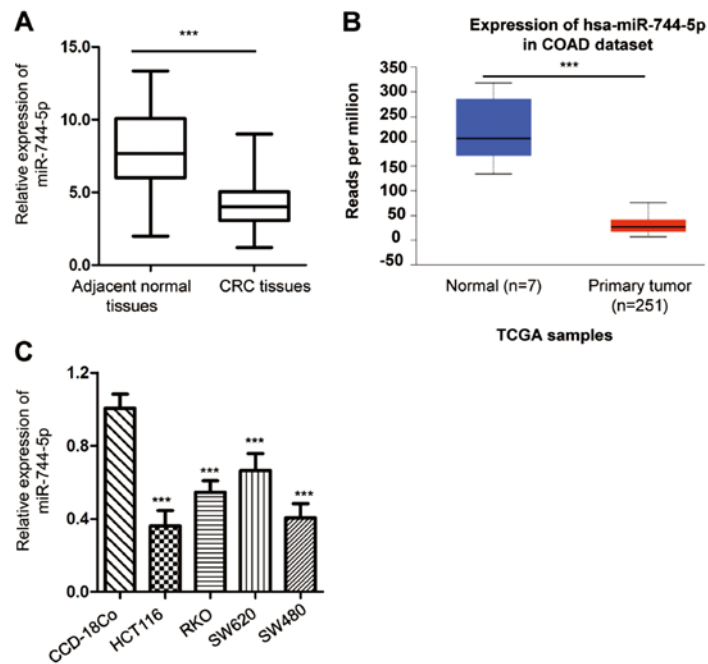 A
Relative expression of
miR-744-5p
15.0
10.0
5.0
0.0
***
Adjacent normal
tissues
CRC tissues
B
Expression of hsa-miR-744-5p
in COAD dataset
***
Reads per million
350
300
250
200
150
100
50
0
-50
Normal (n=7)
Primary tumor
(n=251)
TCGA samples
C
Relative expression of
miR-744-5p
1.2
0.8
0.4
0.0
***
***
***
***
CCD-18Co
HCT116
RKO
SW620
SW480